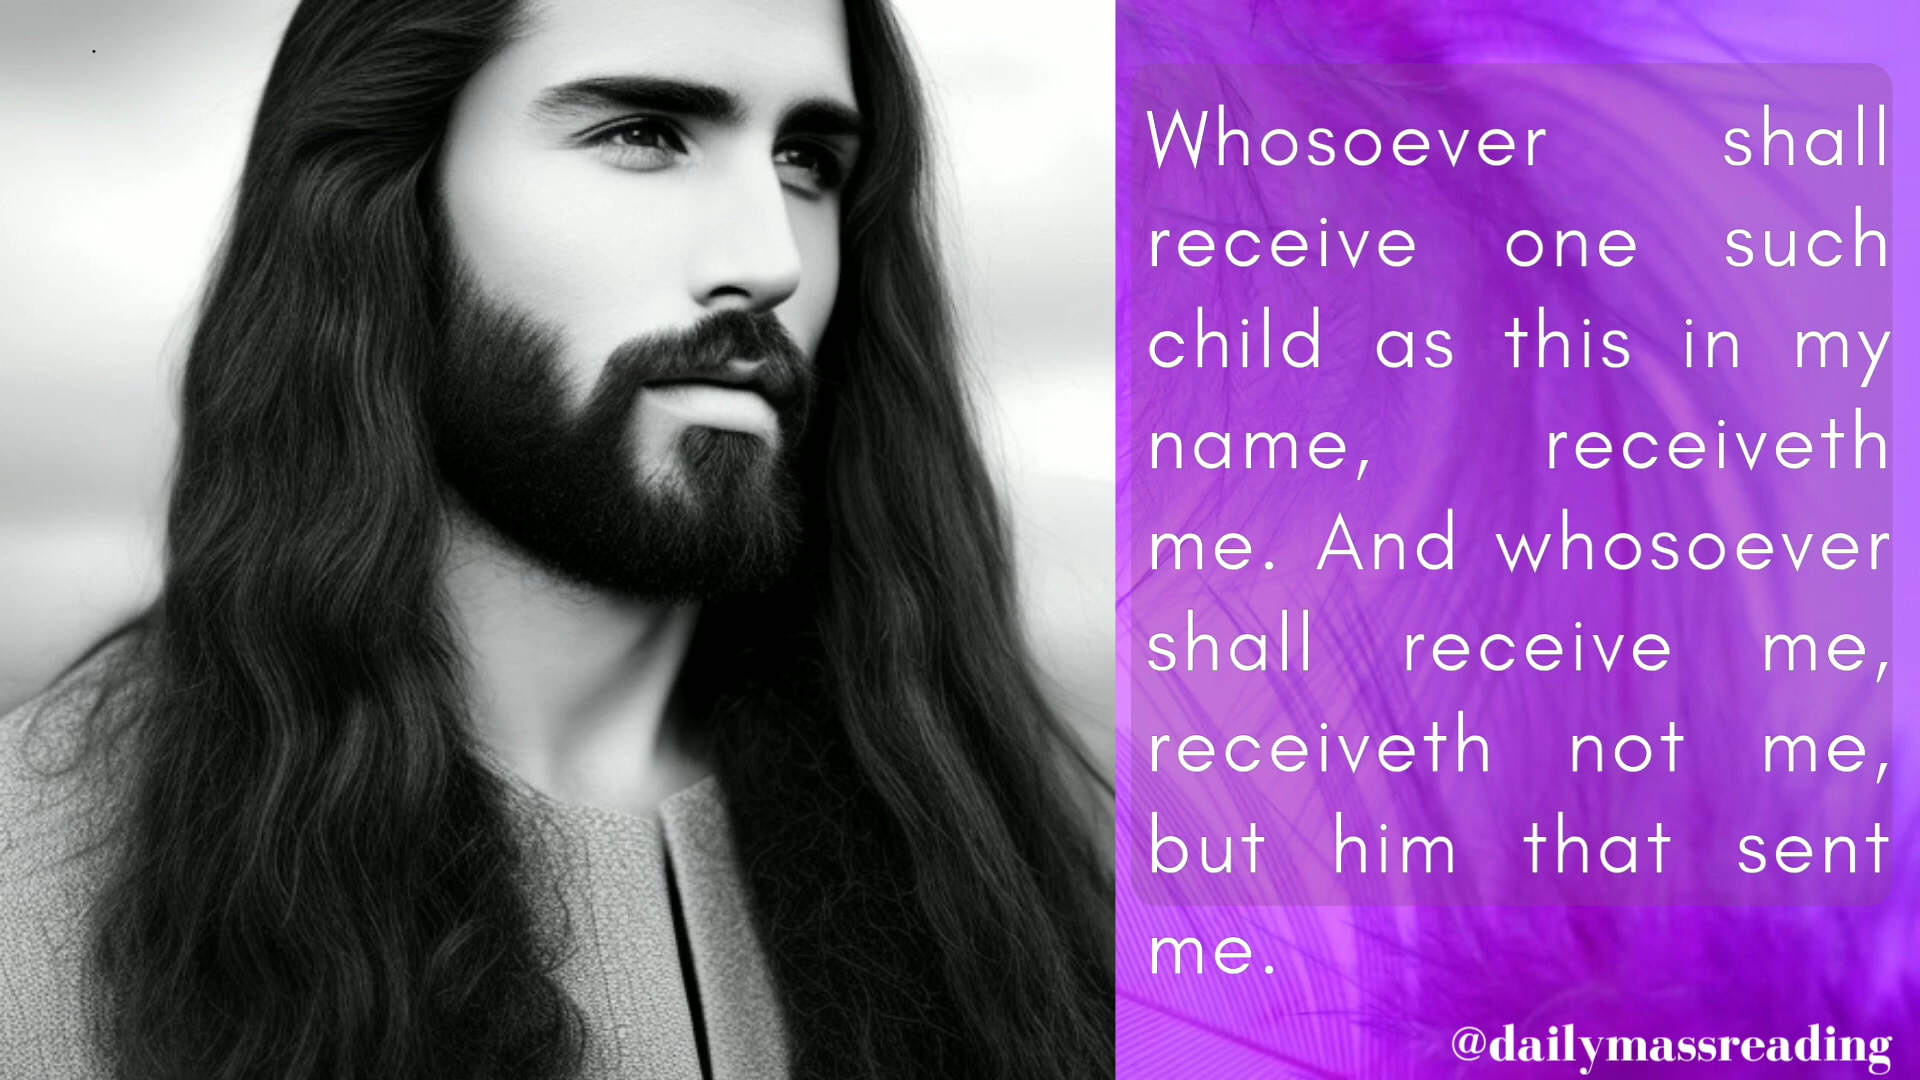 Whosoever shall
receive one such
child as this in my
name, receiveth
me. And whosoever
shall receive me,
receiveth not me,
but him that sent
me.
@dailymassreading